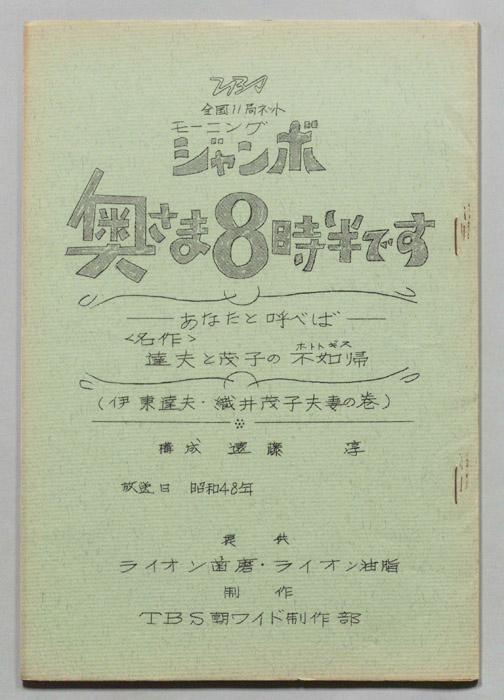 TBS
全国11局ネット
モーニング
ジャンボ
奥さま8時半です
あなたと呼べば
<名作>
ホトトギス
達夫と茂子の 不如帰
(伊東達夫・織井茂子夫妻の巻)
構成 遠藤 淳
放送日 昭和48年
提供
ライオン歯磨・ライオン油脂
制作
TBS朝ワイド制作部